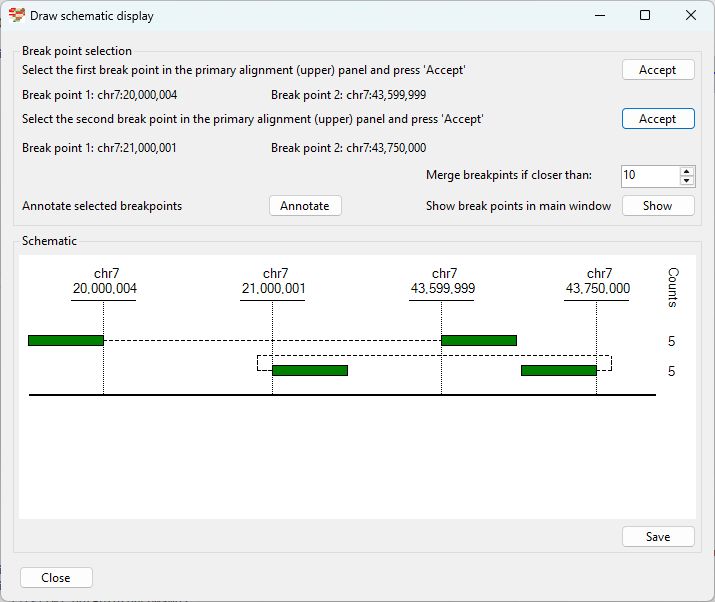 Draw schematic display
Break point selection
Select the first break point in the primary alignment (upper) panel and press 'Accept'
Accept
Break point 1: chr7:20,000,004
Break point 2: chr7:43,599,999
Select the second break point in the primary alignment (upper) panel and press 'Accept'
Accept
Break point 1: chr7:21,000,001
Break point 2: chr7:43,750,000
Merge breakpints if closer than:
10
Annotate selected breakpoints
Annotate
Show break points in main window
Show
Schematic
chr7
20,000,004
chr7
21,000,001
chr7
43,599,999
chr7
43,750,000
Counts
5
5
Save
Close